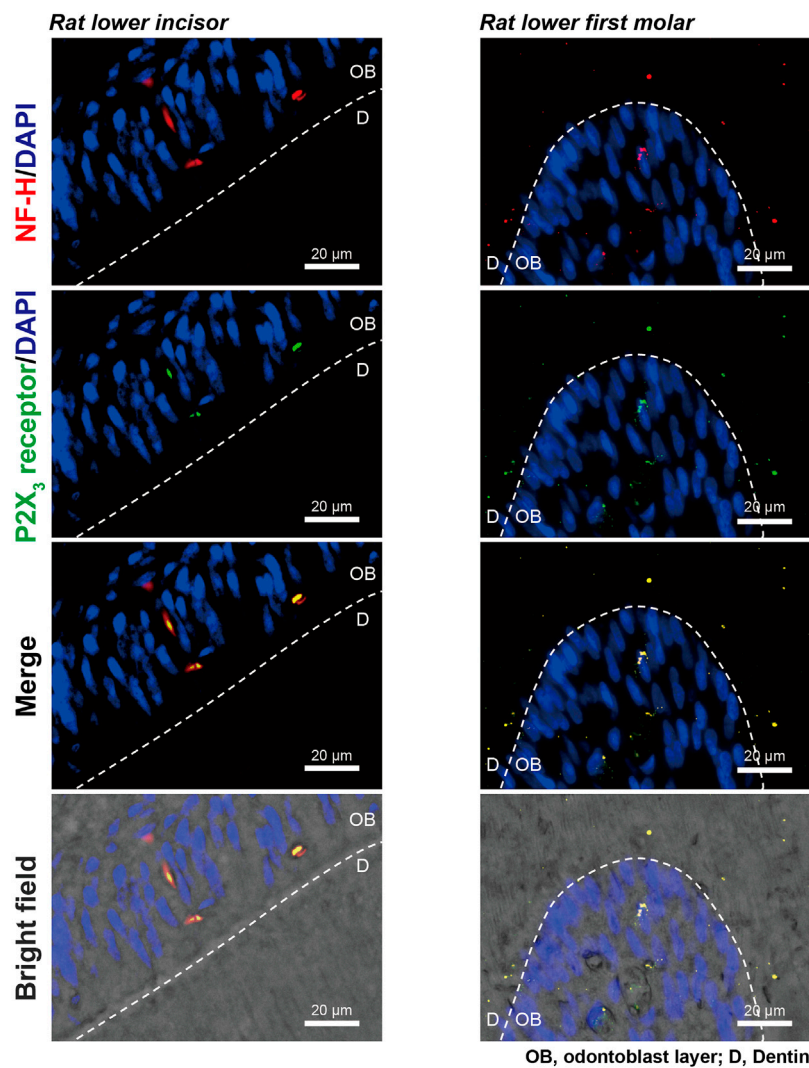 Rat lower incisor
Rat lower first molar
NF-H/DAPI
OB
D
20 µm
D
OB
20 µm
P2X₃ receptor/DAPI
OB
D
20 µm
D
OB
20 µm
Merge
OB
D
20 µm
D
OB
20 µm
Bright field
OB
D
20 µm
D
OB
20 µm
OB, odontoblast layer; D, Dentin